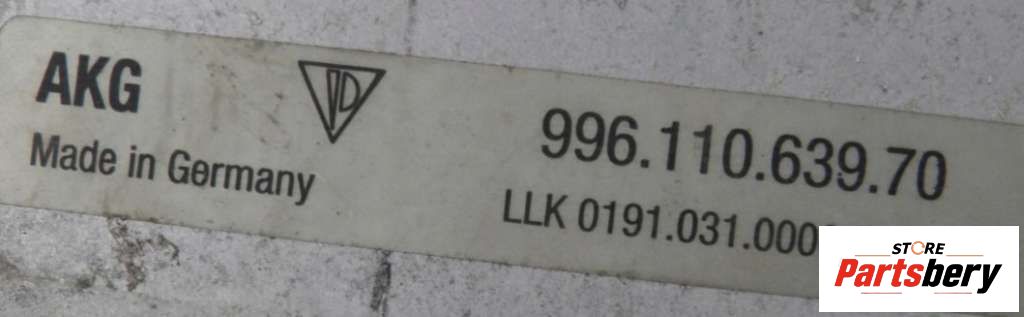 AKG
Made in Germany
996.110.639.70
LLK 0191.031.000
STORE
Partsbery